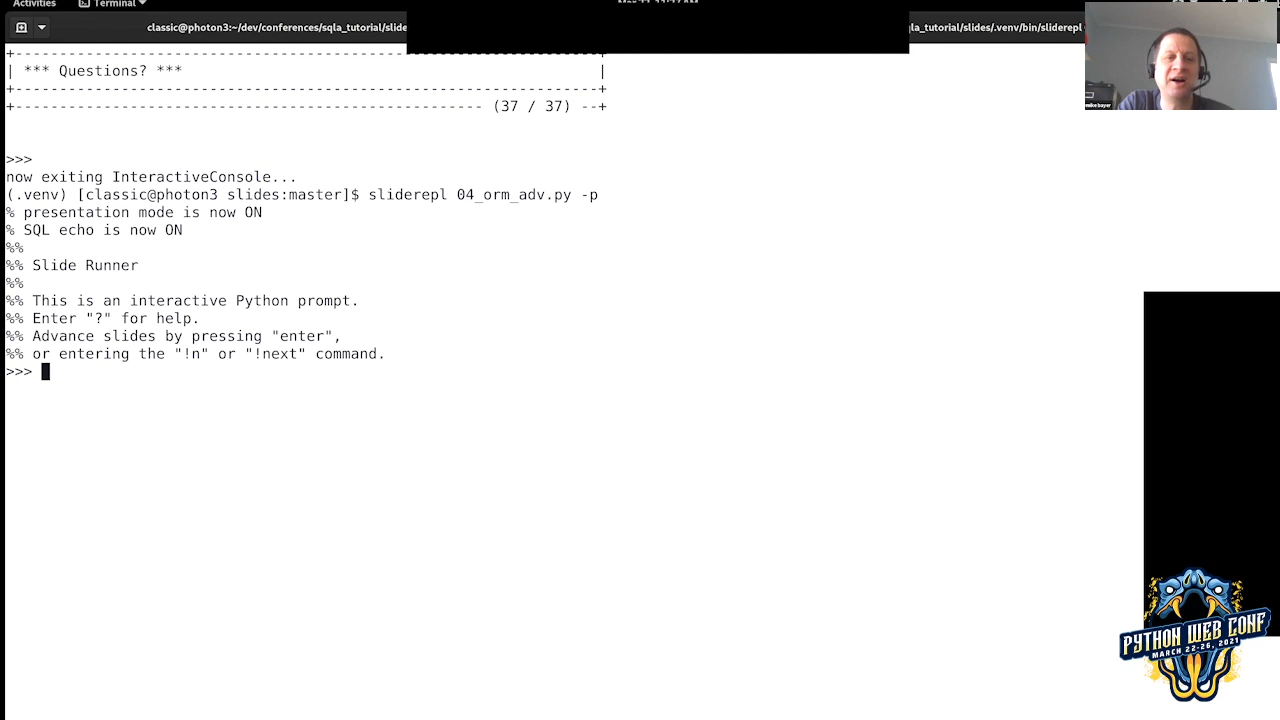 Activities
Terminal
classic@photon3:~/dev/conferences/sqla_tutorial/slide
la_tutorial/slides/.venv/bin/sliderepl
+------------------------------------------------------------------+
| *** Questions? *** |
+------------------------------------------------------------------+
+----------------------------------------------------- (37 / 37) --+
>>>
now exiting InteractiveConsole...
(.venv) [classic@photon3 slides:master]$ sliderepl 04_orm_adv.py -p
% presentation mode is now ON
% SQL echo is now ON
%%
%% Slide Runner
%%
%% This is an interactive Python prompt.
%% Enter "?" for help.
%% Advance slides by pressing "enter",
%% or entering the "!n" or "!next" command.
>>>
mike bayer
PYTHON WEB CONF
MARCH 22-26, 2021